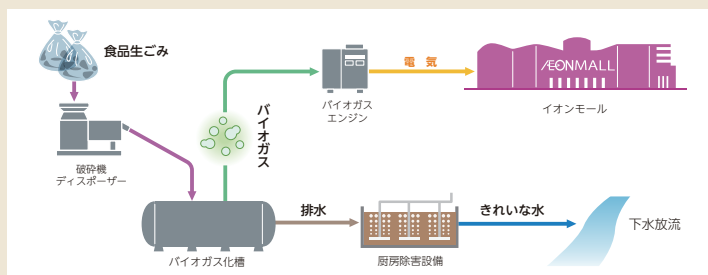 食品生ごみ
破砕機
ディスポーザー
バイオガス
バイオガス
エンジン
電気
ÆONMALL
イオンモール
バイオガス化槽
排水
厨房除害設備
きれいな水
下水放流